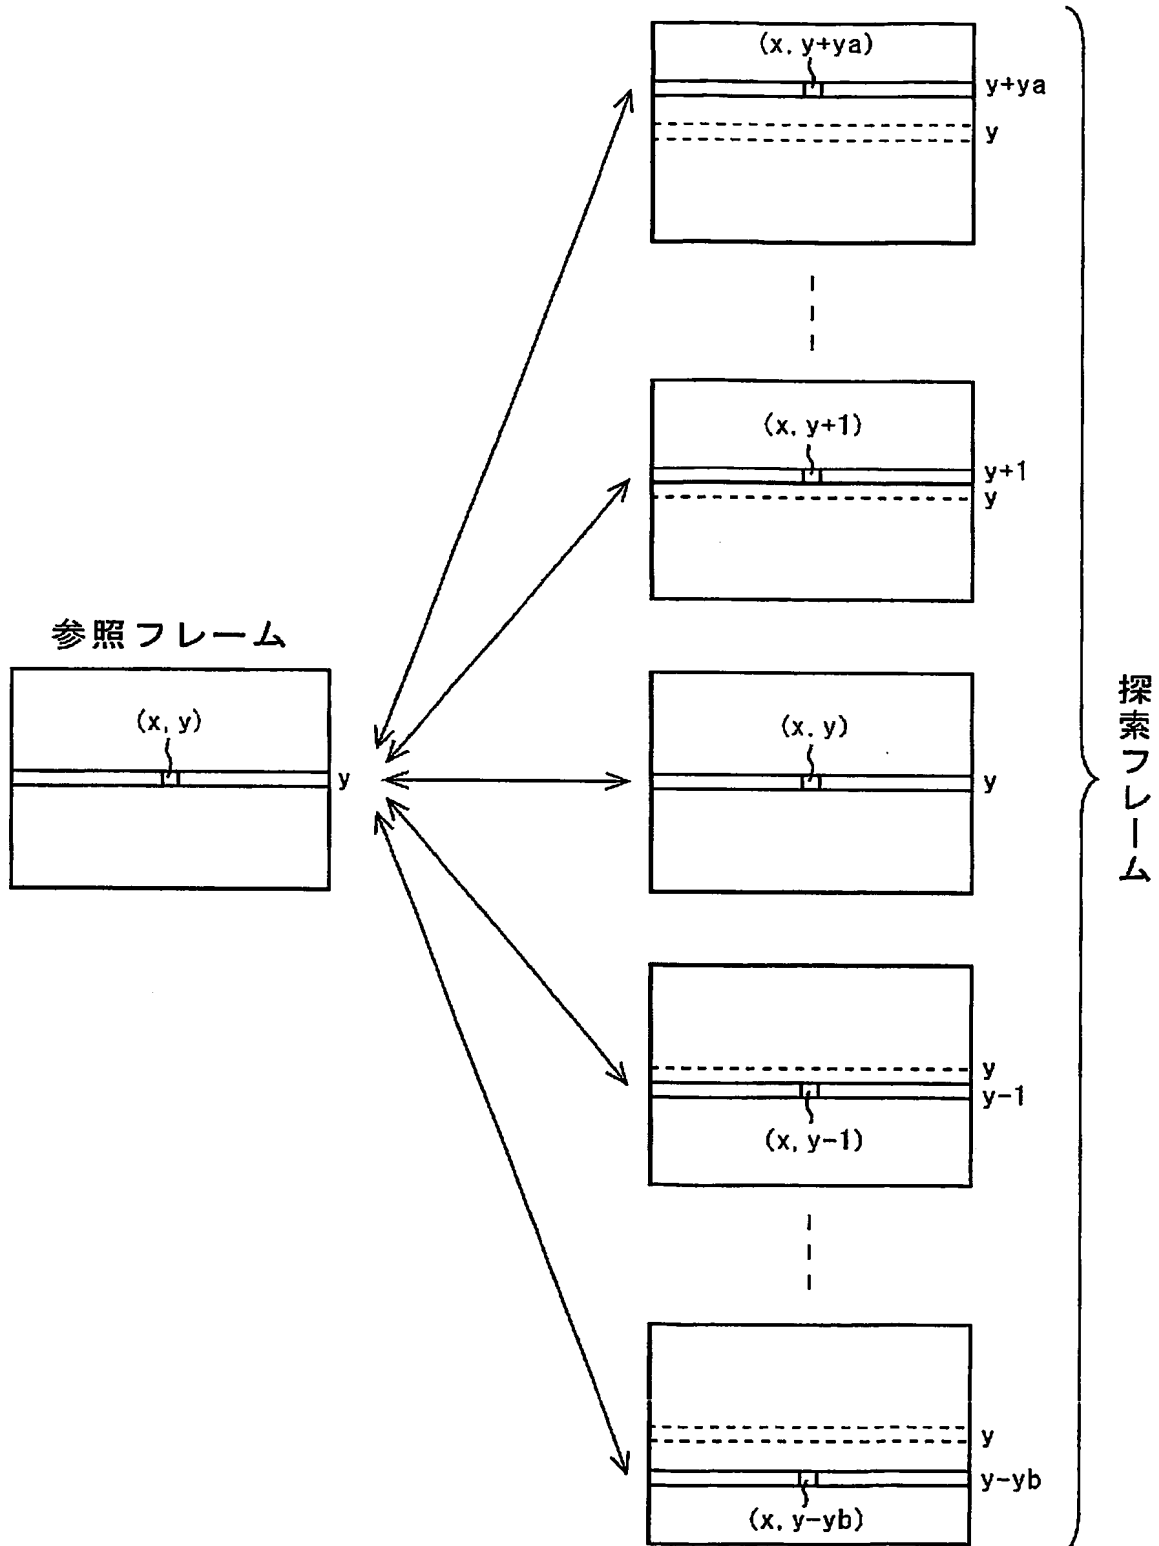 (x, y+ya)
y+ya
y
(x, y+1)
y+1
y
参照フレーム
(x, y)
y
(x, y)
y
探索フレーム
y
y-1
(x, y-1)
y
y-yb
(x, y-yb)